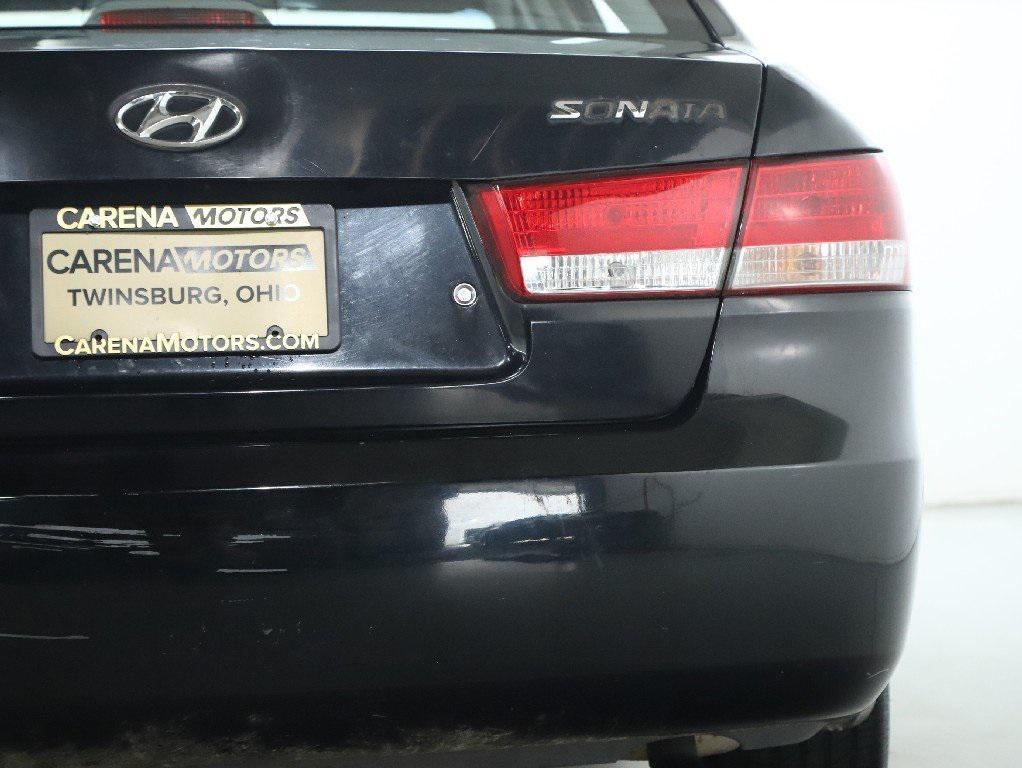 SONATA
CARENA MOTORS
CARENA MOTORS
TWINSBURG, OHIO
CARENAMOTORS.COM